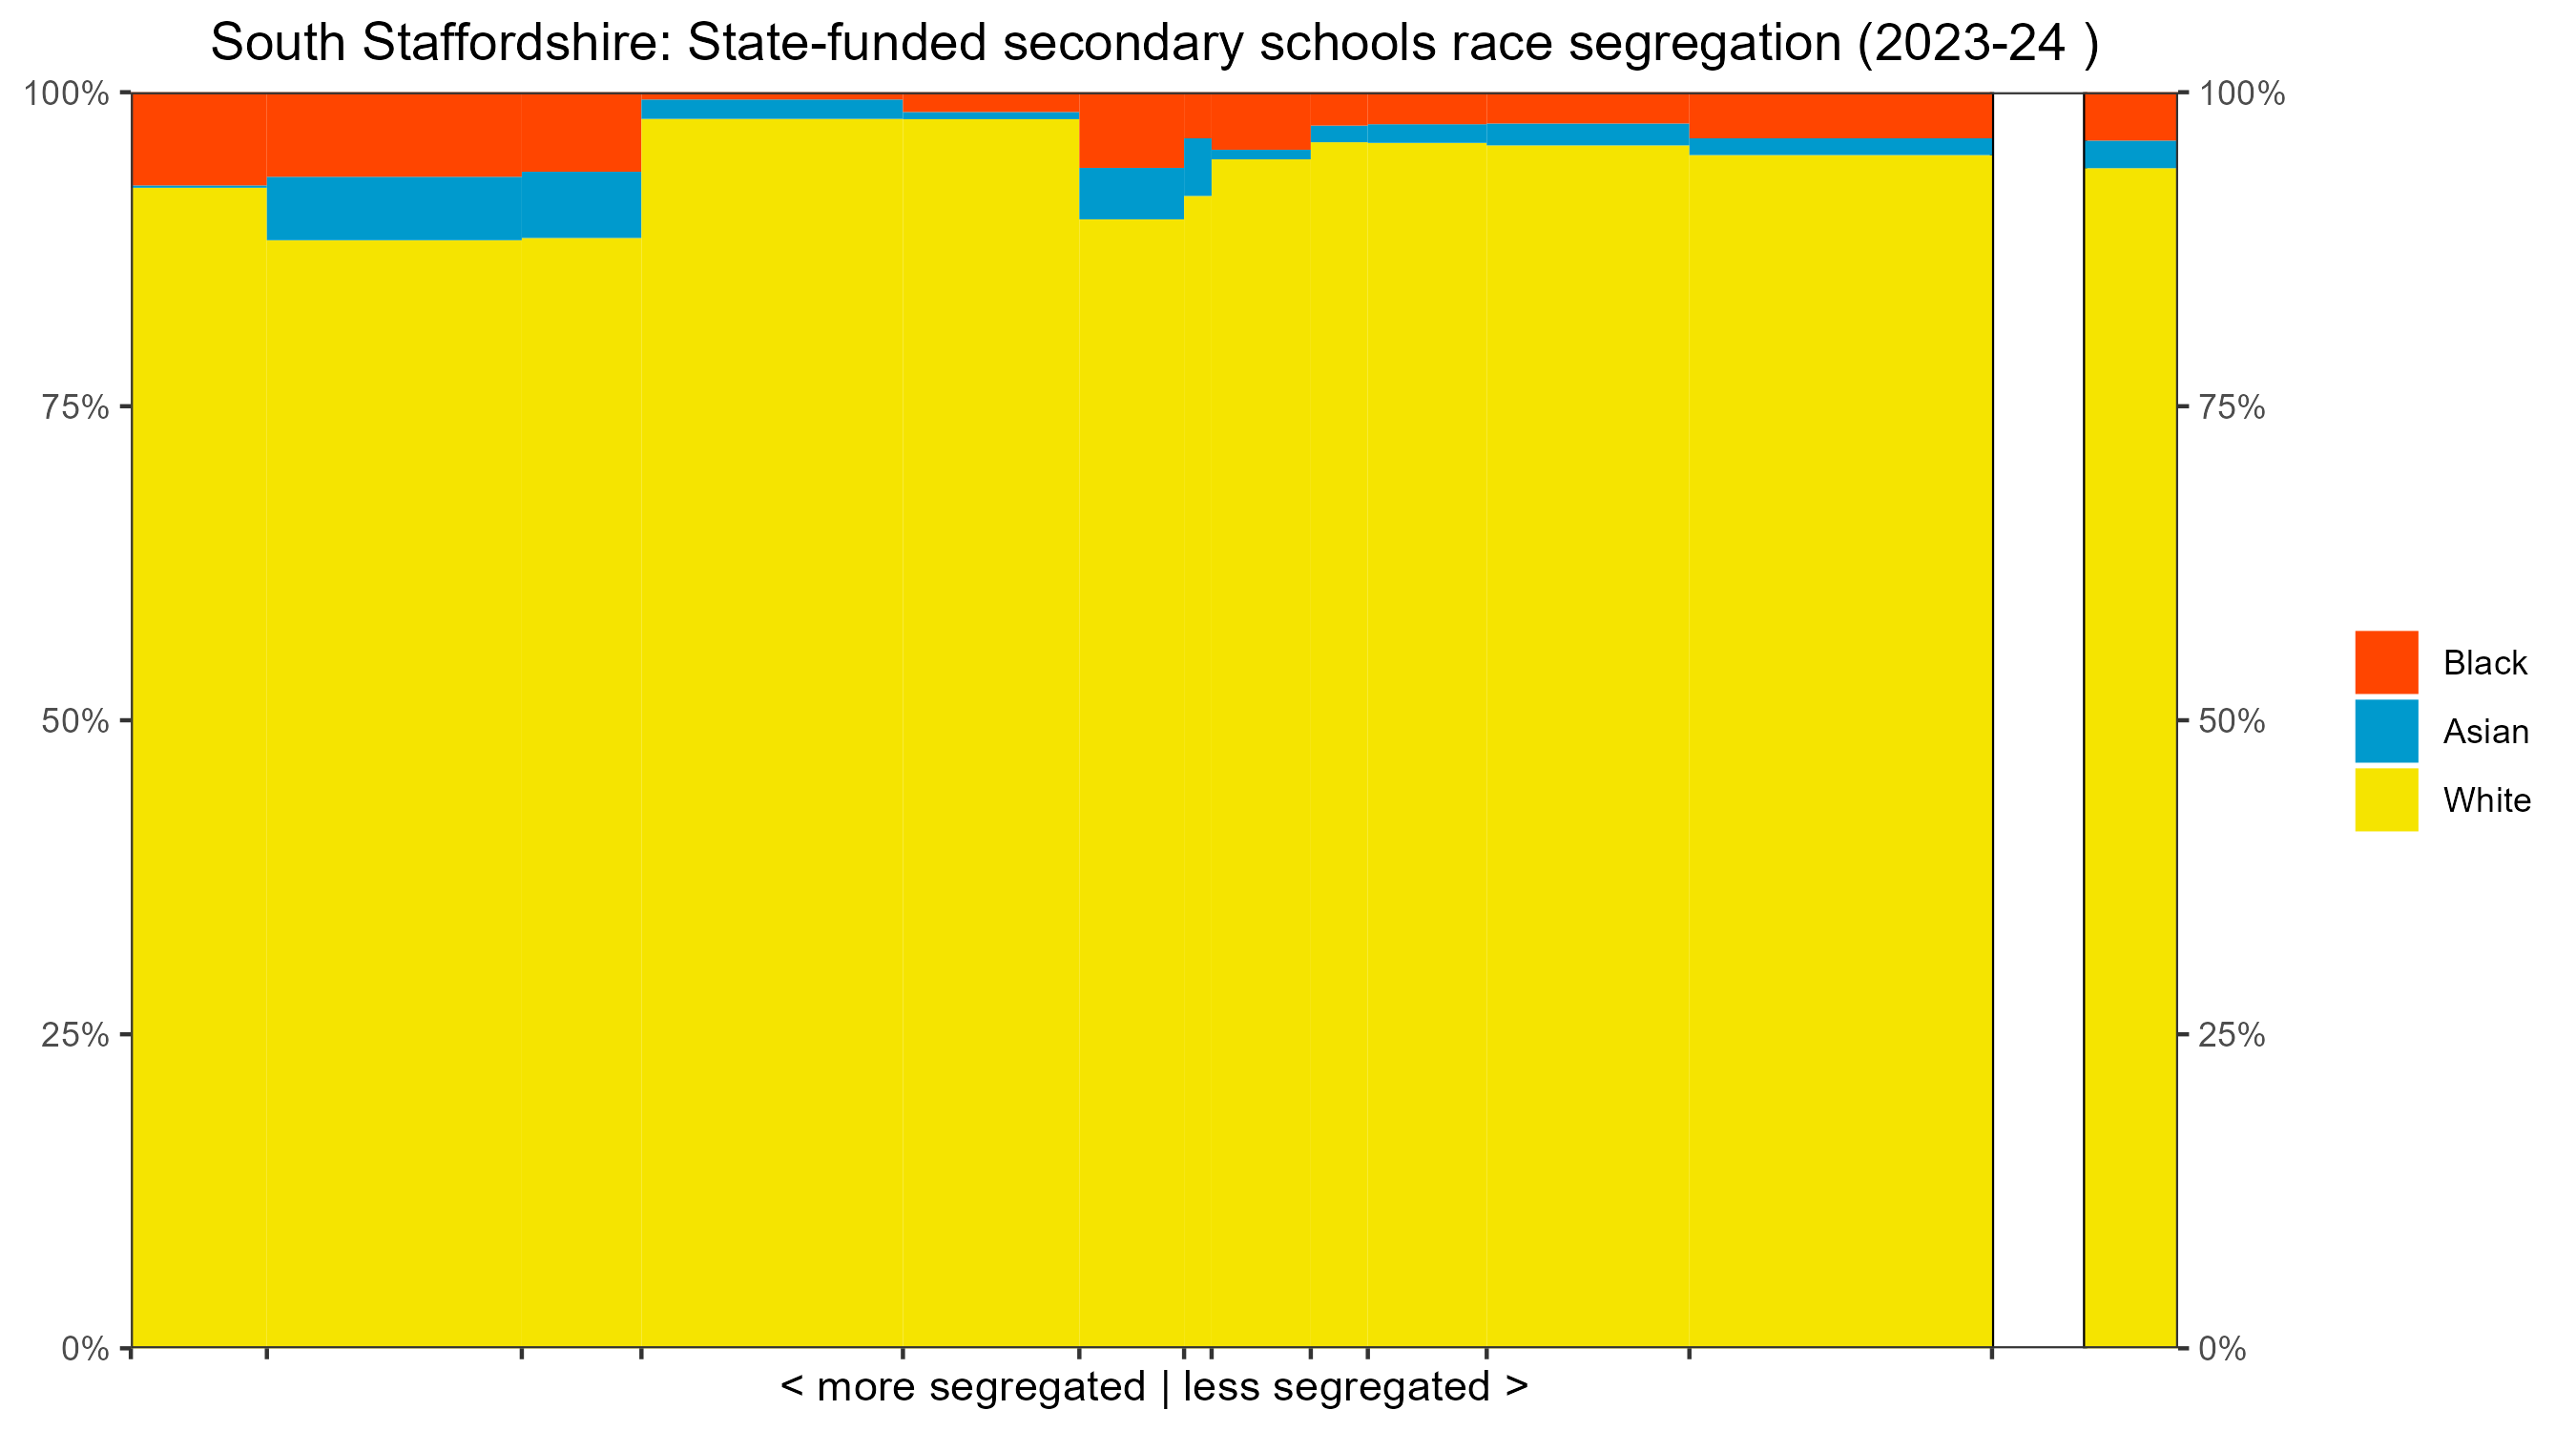 South Staffordshire: State-funded secondary schools race segregation (2023-24 )
100%
75%
50%
25%
0%
100%
75%
50%
25%
0%
Black
Asian
White
< more segregated | less segregated >